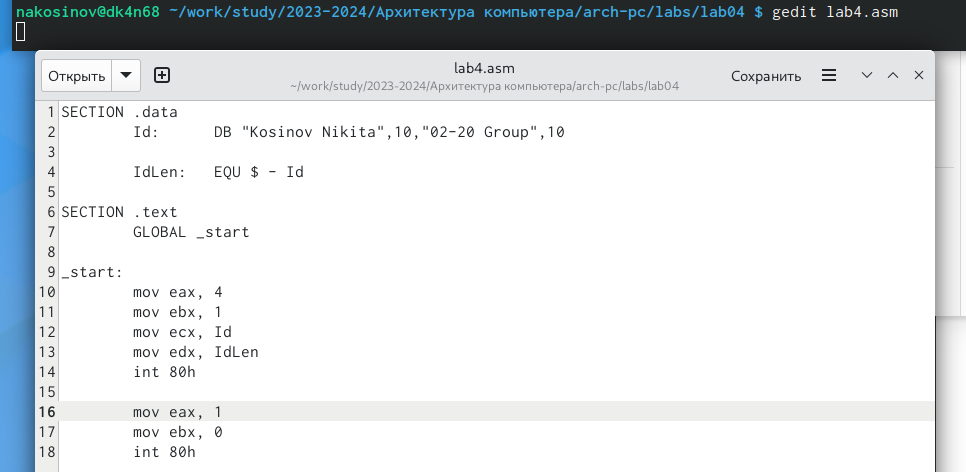 nakosinov@dk4n68 ~/work/study/2023-2024/Архитектура компьютера/arch-pc/labs/lab04 $ gedit lab4.asm
Открыть
lab4.asm
~/work/study/2023-2024/Архитектура компьютера/arch-pc/labs/lab04
Сохранить
1 SECTION .data
2 Id: DB "Kosinov Nikita",10,"02-20 Group",10
3
4 IdLen: EQU $ - Id
5
6 SECTION .text
7 GLOBAL _start
8
9 _start:
10 mov eax, 4
11 mov ebx, 1
12 mov ecx, Id
13 mov edx, IdLen
14 int 80h
15
16 mov eax, 1
17 mov ebx, 0
18 int 80h